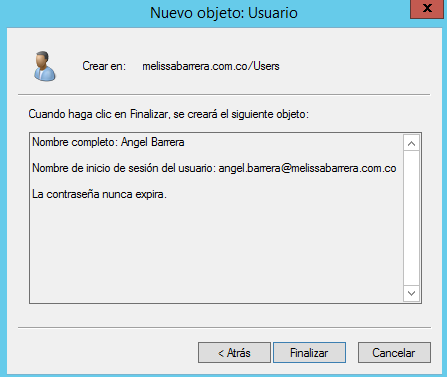 Nuevo objeto: Usuario
x
Crear en: melissabarrera.com.co/Users
Cuando haga clic en Finalizar, se creará el siguiente objeto:
Nombre completo: Angel Barrera
Nombre de inicio de sesión del usuario: angel.barrera@melissabarrera.com.co
La contraseña nunca expira.
< Atrás Finalizar Cancelar